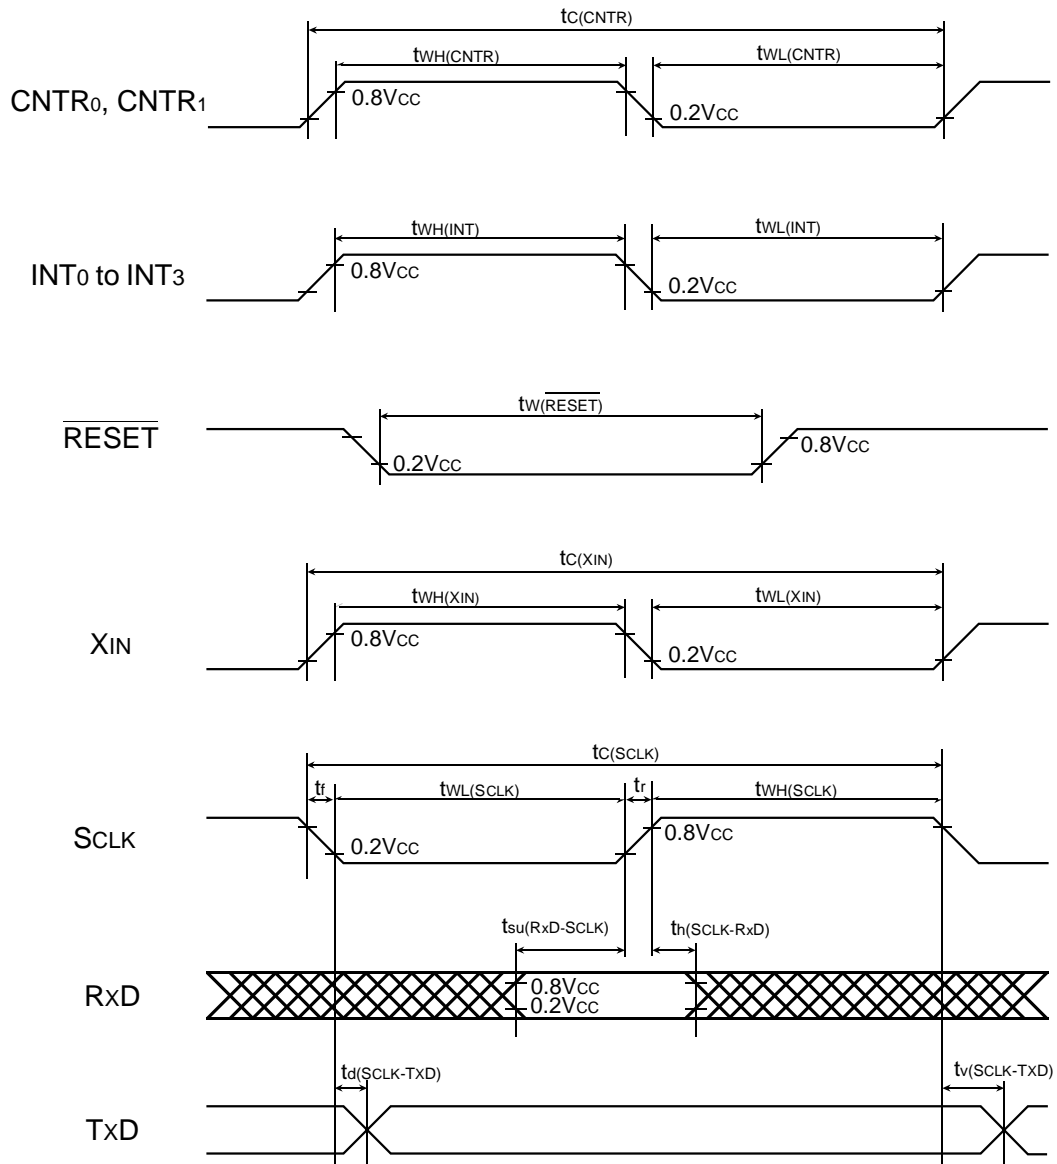 tC(CNTR)
tWH(CNTR) tWL(CNTR)
CNTR0, CNTR1 0.8VCC 0.2VCC
tWH(INT) tWL(INT)
INT0 to INT3 0.8VCC 0.2VCC
tW(RESET)
RESET 0.2VCC 0.8VCC
tC(XIN)
tWH(XIN) tWL(XIN)
XIN 0.8VCC 0.2VCC
tC(SCLK)
tf tWL(SCLK) tr tWH(SCLK)
SCLK 0.2VCC 0.8VCC
tsu(RxD-SCLK) th(SCLK-RxD)
RXD 0.8VCC
0.2VCC
td(SCLK-TXD) tv(SCLK-TXD)
TXD